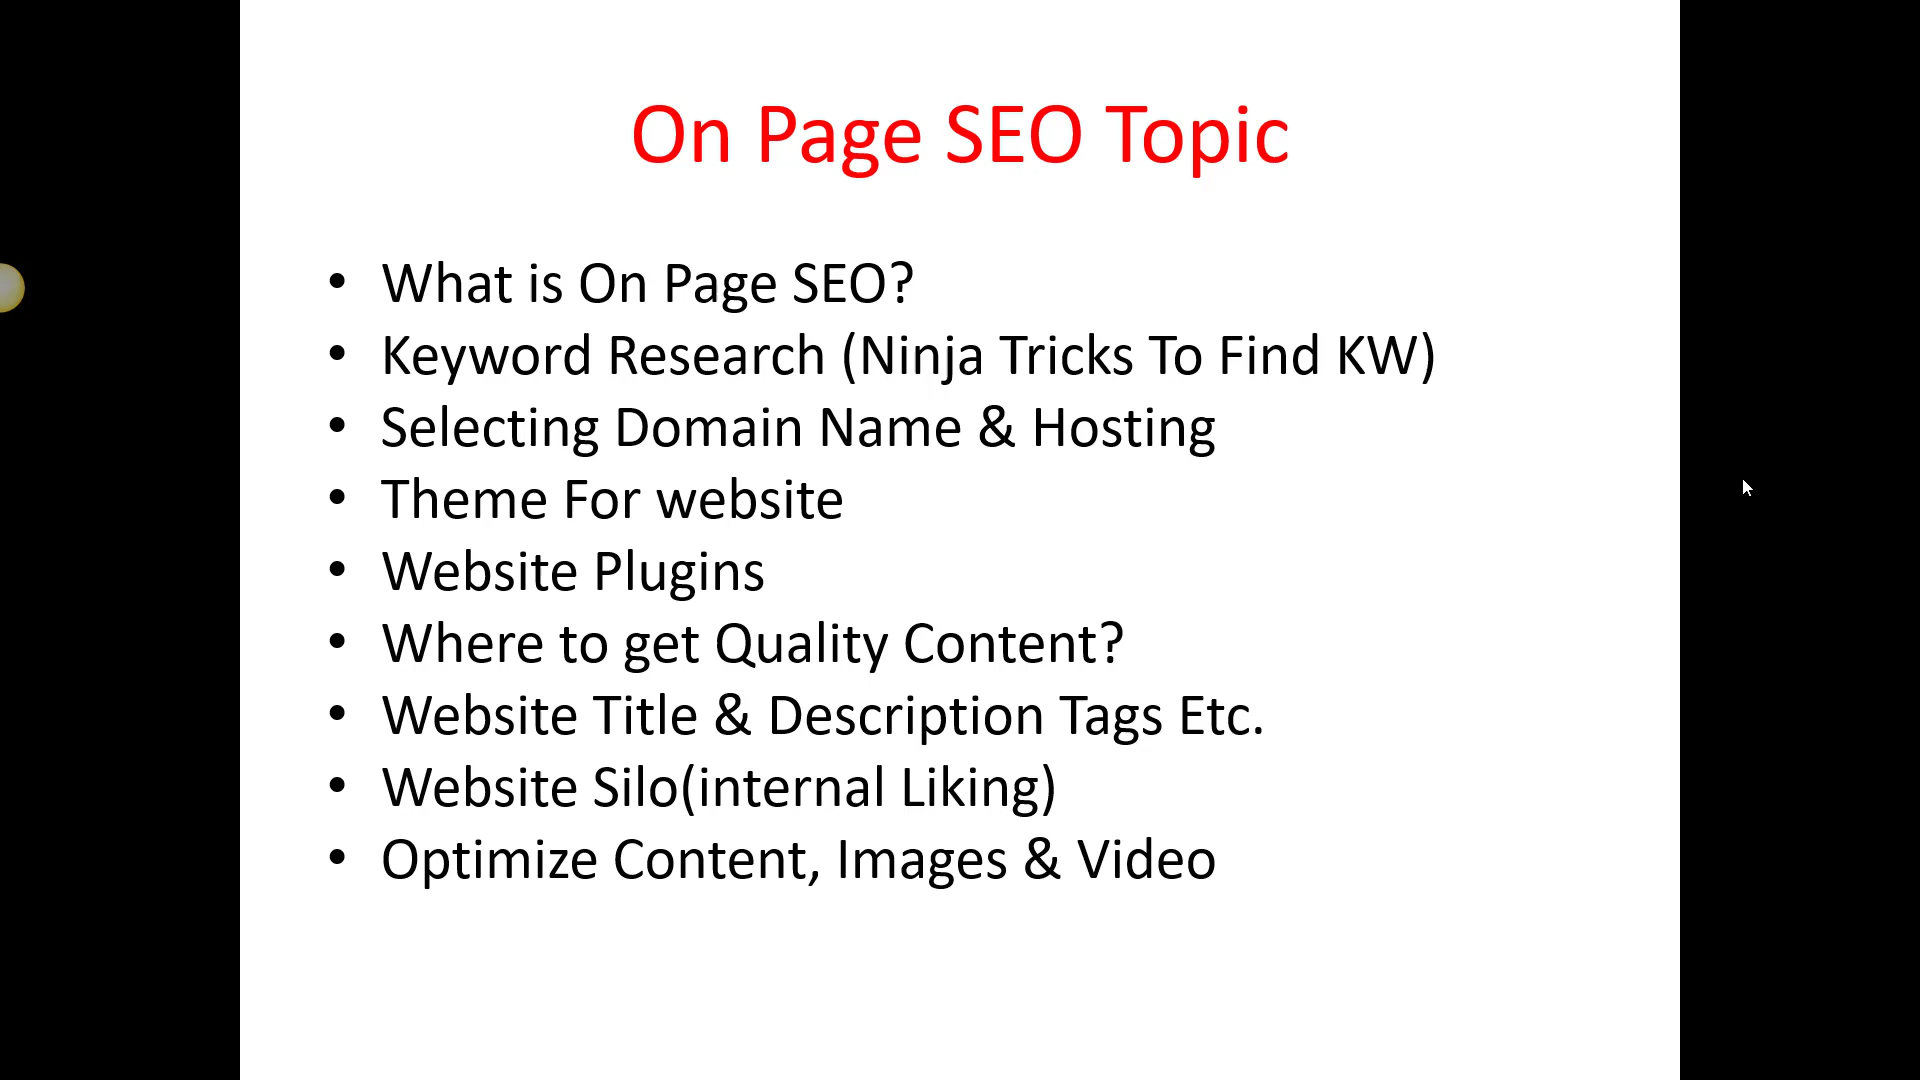 On Page SEO Topic
• What is On Page SEO?
• Keyword Research (Ninja Tricks To Find KW)
• Selecting Domain Name & Hosting
• Theme For website
• Website Plugins
• Where to get Quality Content?
• Website Title & Description Tags Etc.
• Website Silo(internal Liking)
• Optimize Content, Images & Video